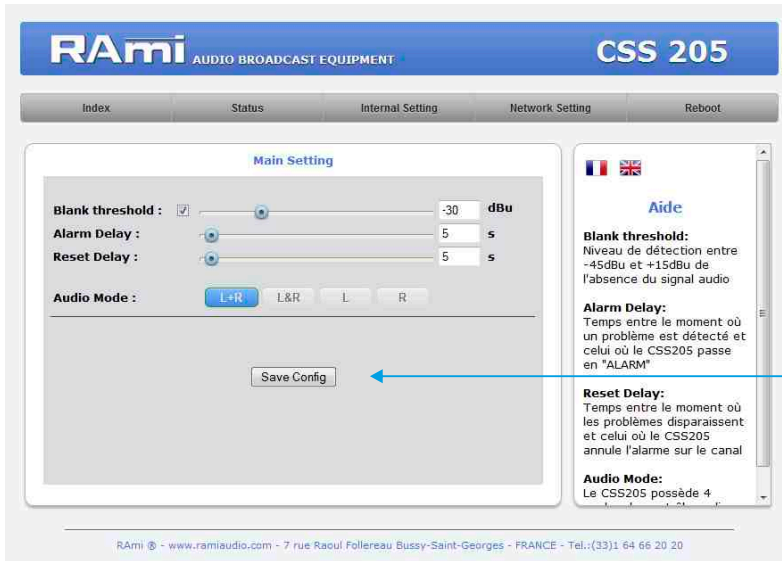 RAmi AUDIO BROADCAST EQUIPMENT
CSS 205
Index Status Internal Setting Network Setting Reboot
Main Setting
Blank threshold : -30 dBu
Alarm Delay : 5 s
Reset Delay : 5 s
Audio Mode : L+R L&R L R
Save Config
Aide
Blank threshold:
Niveau de détection entre
-45dBu et +15dBu de
l'absence du signal audio
Alarm Delay:
Temps entre le moment où
un problème est détecté et
celui où le CSS205 passe
en "ALARM"
Reset Delay:
Temps entre le moment où
les problèmes disparaissent
et celui où le CSS205
annule l'alarme sur le canal
Audio Mode:
Le CSS205 possède 4
RAmi ® - www.ramiaudio.com - 7 rue Raoul Follereau Bussy-Saint-Georges - FRANCE - Tel.:(33)1 64 66 20 20